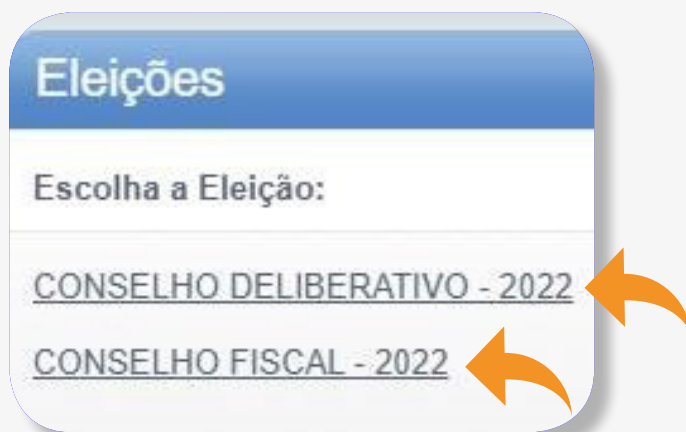 Eleições
Escolha a Eleição:
CONSELHO DELIBERATIVO - 2022
CONSELHO FISCAL - 2022